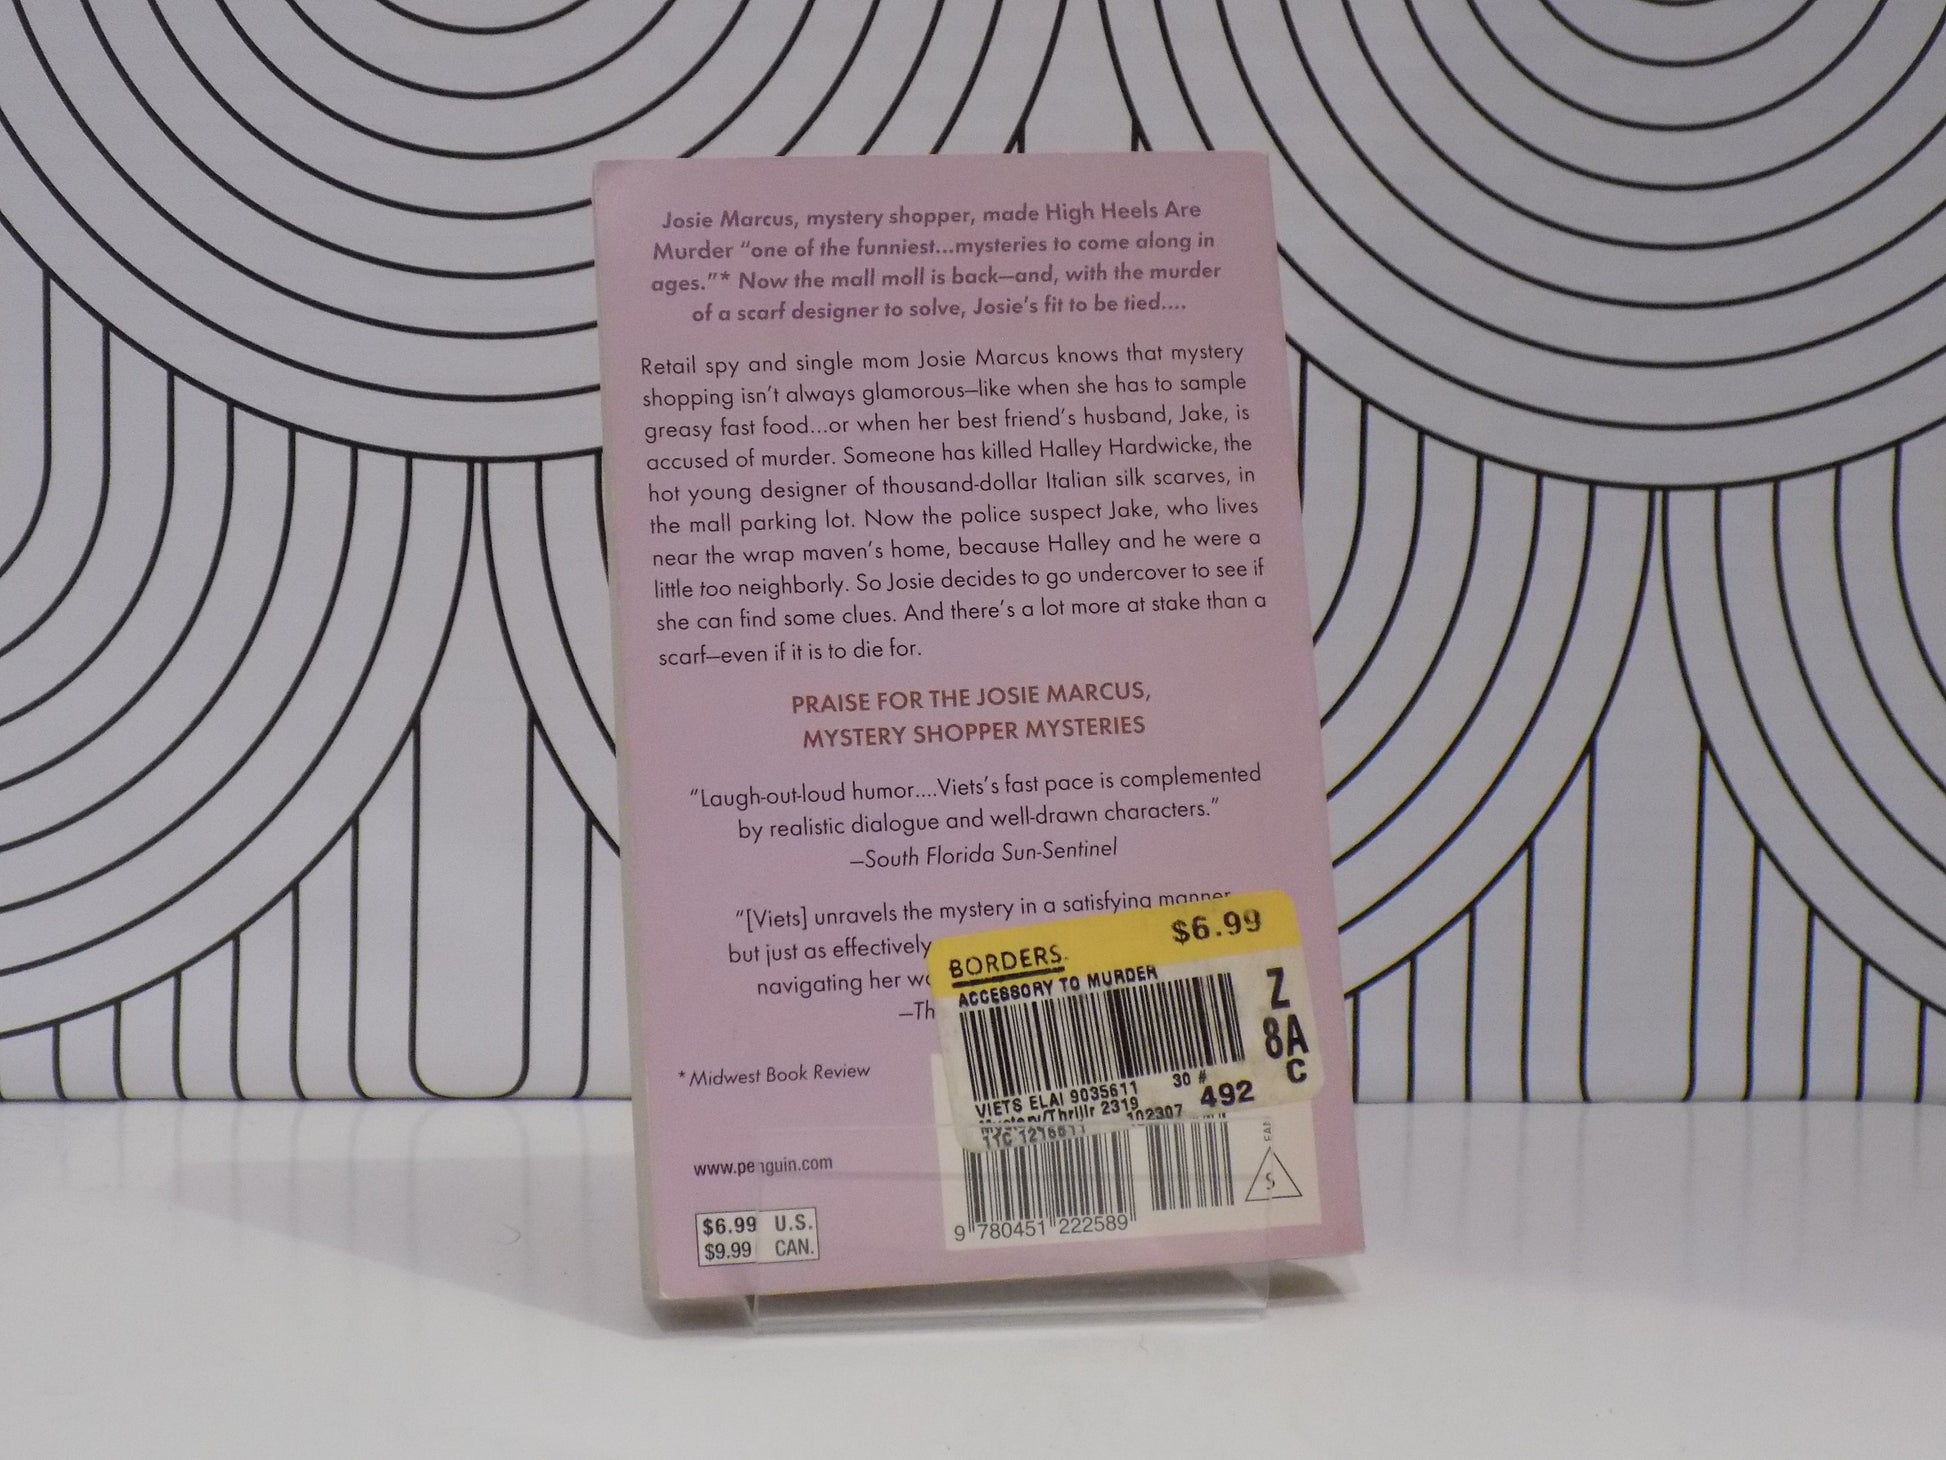 Josie Marcus, mystery shopper, made High Heels Are
Murder “one of the funniest...mysteries to come along in
ages.”* Now the mall moll is back—and, with the murder
of a scarf designer to solve, Josie’s fit to be tied....
Retail spy and single mom Josie Marcus knows that mystery
shopping isn’t always glamorous—like when she has to sample
greasy fast food...or when her best friend’s husband, Jake, is
accused of murder. Someone has killed Halley Hardwicke, the
hot young designer of thousand-dollar Italian silk scarves, in
the mall parking lot. Now the police suspect Jake, who lives
near the wrap maven’s home, because Halley and he were a
little too neighborly. So Josie decides to go undercover to see if
she can find some clues. And there’s a lot more at stake than a
scarf—even if it is to die for.
PRAISE FOR THE JOSIE MARCUS,
MYSTERY SHOPPER MYSTERIES
“Laugh-out-loud humor....Viets’s fast pace is complemented
by realistic dialogue and well-drawn characters.”
—South Florida Sun-Sentinel
“[Viets] unravels the mystery in a satisfying manner
but just as effectively
navigating her
—Th
*Midwest Book Review
www.penguin.com
$6.99 U.S.
$9.99 CAN.
$6.99
BORDERS
ACCESSORY TO MURDER
Z
8A
C
VIETS ELAI 9035611 30 # 492
Mystery/Thrillr 2319
TTC 1216611 102307
EAN
S
9 780451 222589